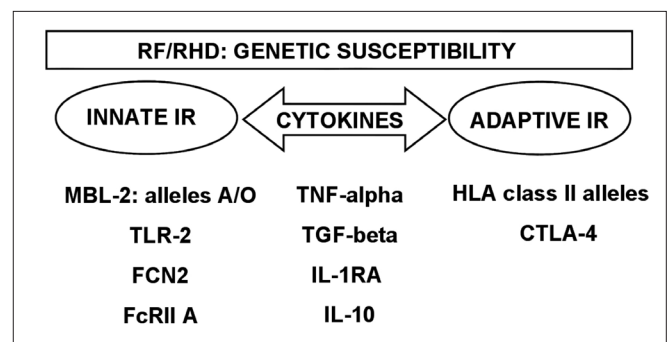 RF/RHD: GENETIC SUSCEPTIBILITY
INNATE IR
CYTOKINES
ADAPTIVE IR
MBL-2: alleles A/O
TNF-alpha
HLA class II alleles
TLR-2
TGF-beta
CTLA-4
FCN2
IL-1RA
FcRII A
IL-10